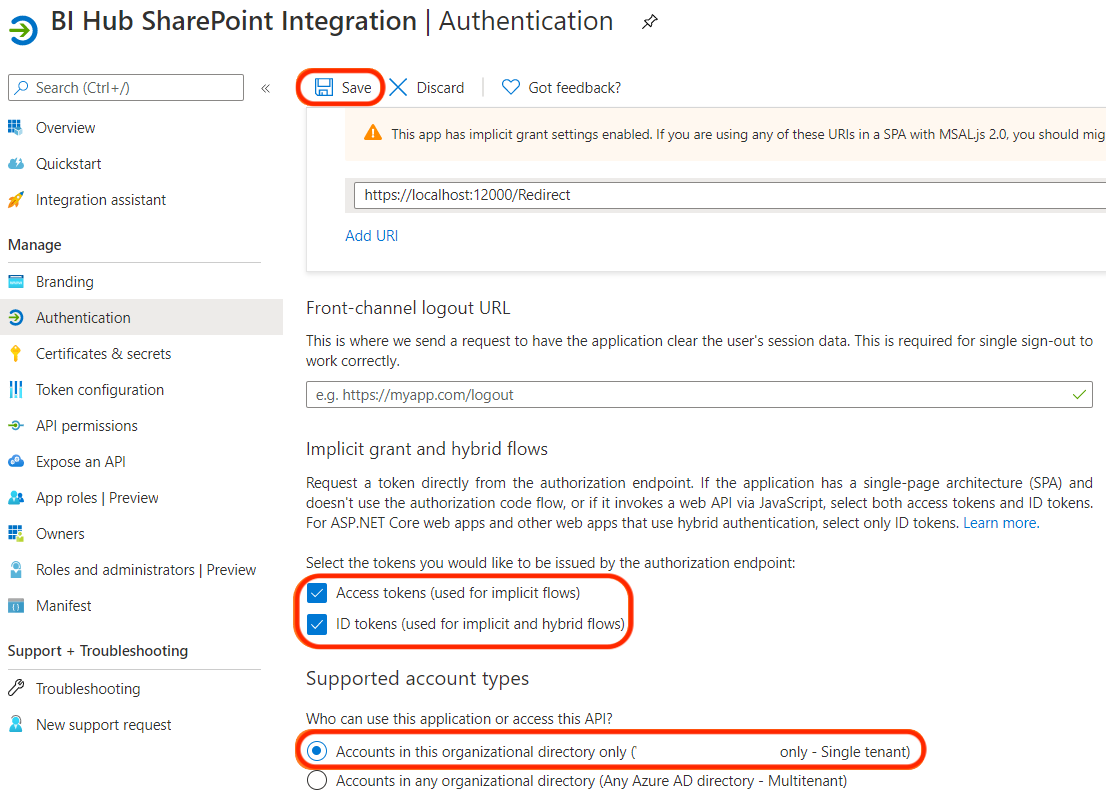 BI Hub SharePoint Integration | Authentication
Search (Ctrl+/)
«
Overview
Quickstart
Integration assistant
Manage
Branding
Authentication
Certificates & secrets
Token configuration
API permissions
Expose an API
App roles | Preview
Owners
Roles and administrators | Preview
Manifest
Support + Troubleshooting
Troubleshooting
New support request
Save Discard Got feedback?
This app has implicit grant settings enabled. If you are using any of these URIs in a SPA with MSAL.js 2.0, you should mig
https://localhost:12000/Redirect
Add URI
Front-channel logout URL
This is where we send a request to have the application clear the user's session data. This is required for single sign-out to
work correctly.
e.g. https://myapp.com/logout
Implicit grant and hybrid flows
Request a token directly from the authorization endpoint. If the application has a single-page architecture (SPA) and
doesn't use the authorization code flow, or if it invokes a web API via JavaScript, select both access tokens and ID tokens.
For ASP.NET Core web apps and other web apps that use hybrid authentication, select only ID tokens. Learn more.
Select the tokens you would like to be issued by the authorization endpoint:
Access tokens (used for implicit flows)
ID tokens (used for implicit and hybrid flows)
Supported account types
Who can use this application or access this API?
Accounts in this organizational directory only ( only - Single tenant)
Accounts in any organizational directory (Any Azure AD directory - Multitenant)